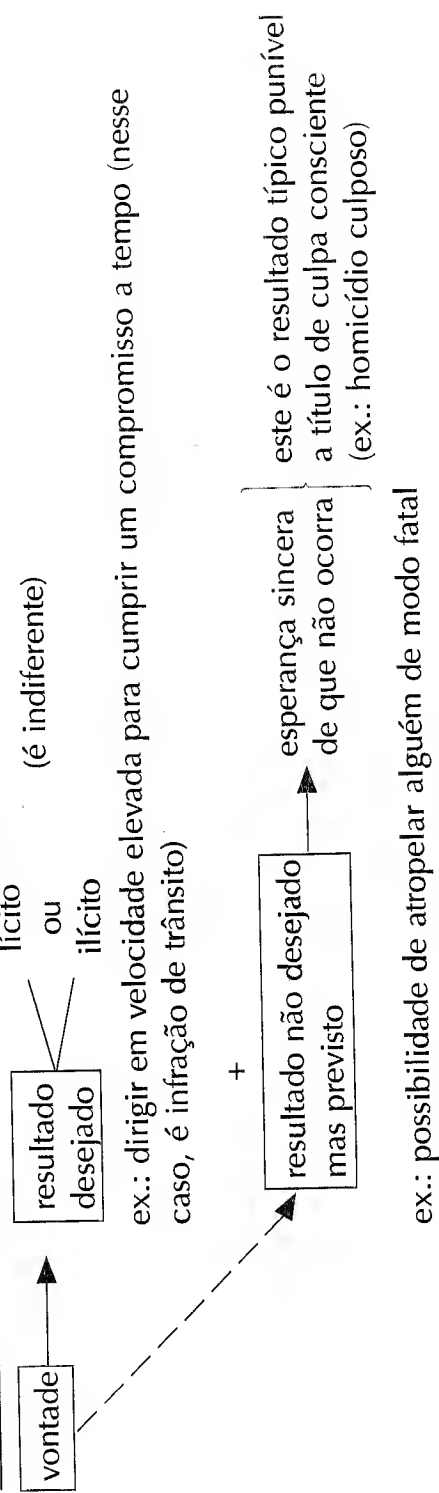 lícito
ou
ilícito
(é indiferente)
vontade
resultado
desejado
ex.: dirigir em velocidade elevada para cumprir um compromisso a tempo (nesse
caso, é infração de trânsito)
+
resultado não desejado
mas previsto
esperança sincera
de que não ocorra
este é o resultado típico punível
a título de culpa consciente
(ex.: homicídio culposo)
ex.: possibilidade de atropelar alguém de modo fatal